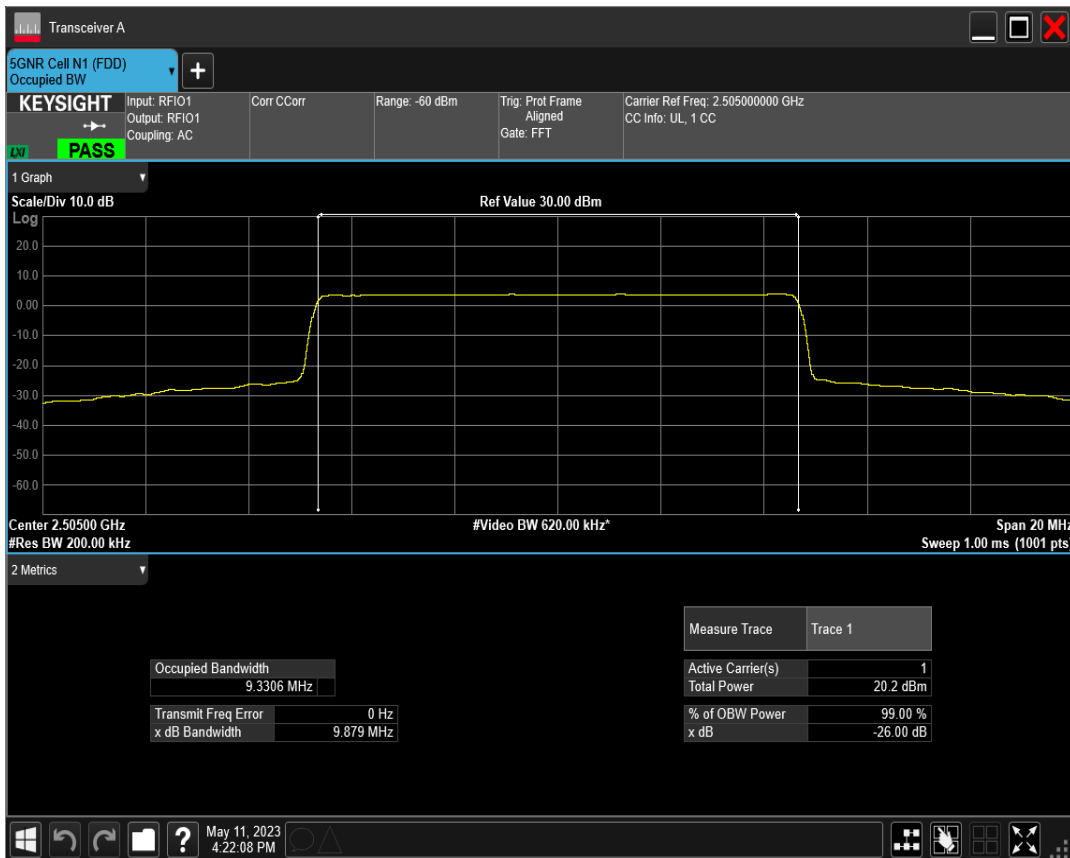 Transceiver A
5GNR Cell N1 (FDD)
Occupied BW
+
KEYSIGHT
LXI
PASS
Input: RFIO1
Output: RFIO1
Coupling: AC
Corr CCorr
Range: -60 dBm
Trig: Prot Frame
Aligned
Gate: FFT
Carrier Ref Freq: 2.505000000 GHz
CC Info: UL, 1 CC
1 Graph
Scale/Div 10.0 dB
Ref Value 30.00 dBm
Log
20.0
10.0
0.00
-10.0
-20.0
-30.0
-40.0
-50.0
-60.0
Center 2.50500 GHz
#Video BW 620.00 kHz*
Span 20 MHz
#Res BW 200.00 kHz
Sweep 1.00 ms (1001 pts)
2 Metrics
Measure Trace Trace 1
Occupied Bandwidth
9.3306 MHz
Active Carrier(s) 1
Total Power 20.2 dBm
Transmit Freq Error 0 Hz
x dB Bandwidth 9.879 MHz
% of OBW Power 99.00 %
x dB -26.00 dB
?
May 11, 2023
4:22:08 PM